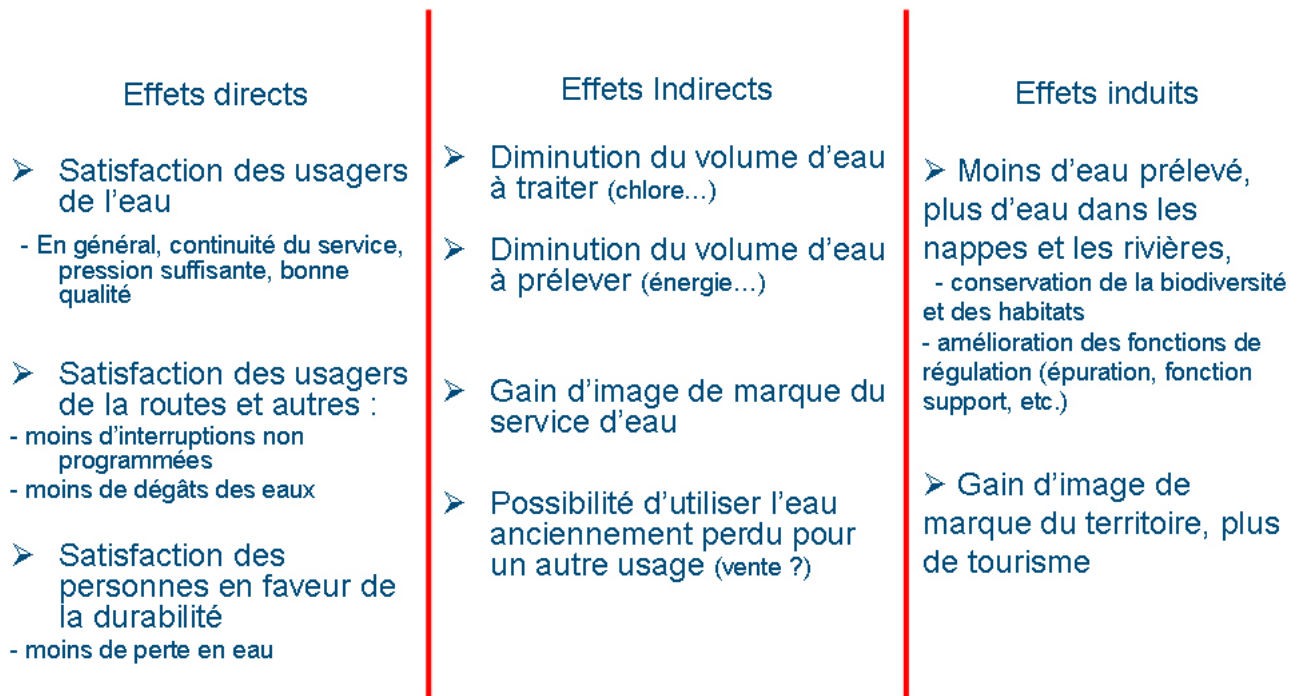 Effets directs
➢ Satisfaction des usagers
de l'eau
- En général, continuité du service,
pression suffisante, bonne
qualité
➢ Satisfaction des usagers
de la routes et autres :
- moins d'interruptions non
programmées
- moins de dégâts des eaux
➢ Satisfaction des
personnes en faveur de
la durabilité
- moins de perte en eau
Effets Indirects
➢ Diminution du volume d'eau
à traiter (chlore...)
➢ Diminution du volume d'eau
à prélever (énergie...)
➢ Gain d'image de marque du
service d'eau
➢ Possibilité d'utiliser l'eau
anciennement perdu pour
un autre usage (vente ?)
Effets induits
➢ Moins d'eau prélevé,
plus d'eau dans les
nappes et les rivières,
- conservation de la biodiversité
et des habitats
- amélioration des fonctions de
régulation (épuration, fonction
support, etc.)
➢ Gain d'image de
marque du territoire, plus
de tourisme